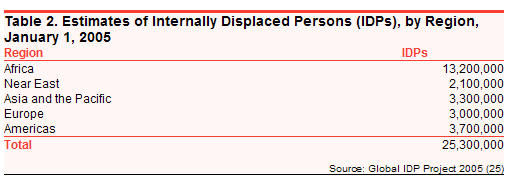 Table 2. Estimates of Internally Displaced Persons (IDPs), by Region,
January 1, 2005
Region IDPs
Africa 13,200,000
Near East 2,100,000
Asia and the Pacific 3,300,000
Europe 3,000,000
Americas 3,700,000
Total 25,300,000
Source: Global IDP Project 2005 (25)